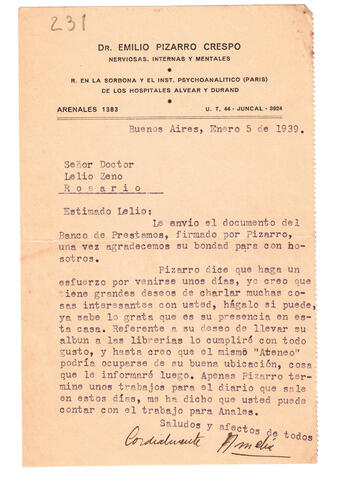 231
DR. EMILIO PIZARRO CRESPO
NERVIOSAS, INTERNAS Y MENTALES
R. EN LA SORBONA Y EL INST. PSYCHOANALITICO (PARIS)
DE LOS HOSPITALES ALVEAR Y DURAND
ARENALES 1383 U. T. 44 - JUNCAL - 3924
Buenos Aires, Enero 5 de 1939.
Señor Doctor
Lelio Zeno
Rosario
Estimado Lelio:
Le envío el documento del
Banco de Prestamos, firmado por Pizarro,
una vez agradecemos su bondad para con no-
sotros.
Pizarro dice que haga un
esfuerzo por venirse unos días, yo creo que
tiene grandes deseos de charlar muchas co-
sas interesantes con usted, hágalo si puede,
ya sabe lo grata que es su presencia en es-
ta casa. Referente a su deseo de llevar su
albun a las librerias lo cumpliré con todo
gusto, y hasta creo que el mismo "Ateneo"
podría ocuparse de su buena ubicación, cosa
que le informaré luego. Apenas Pizarro ter-
mine unos trabajos para el diario que sale
en estos días, me ha dicho que usted puede
contar con el trabajo para Anales.
Saludos y afectos de todos
Cordialmente Amelia